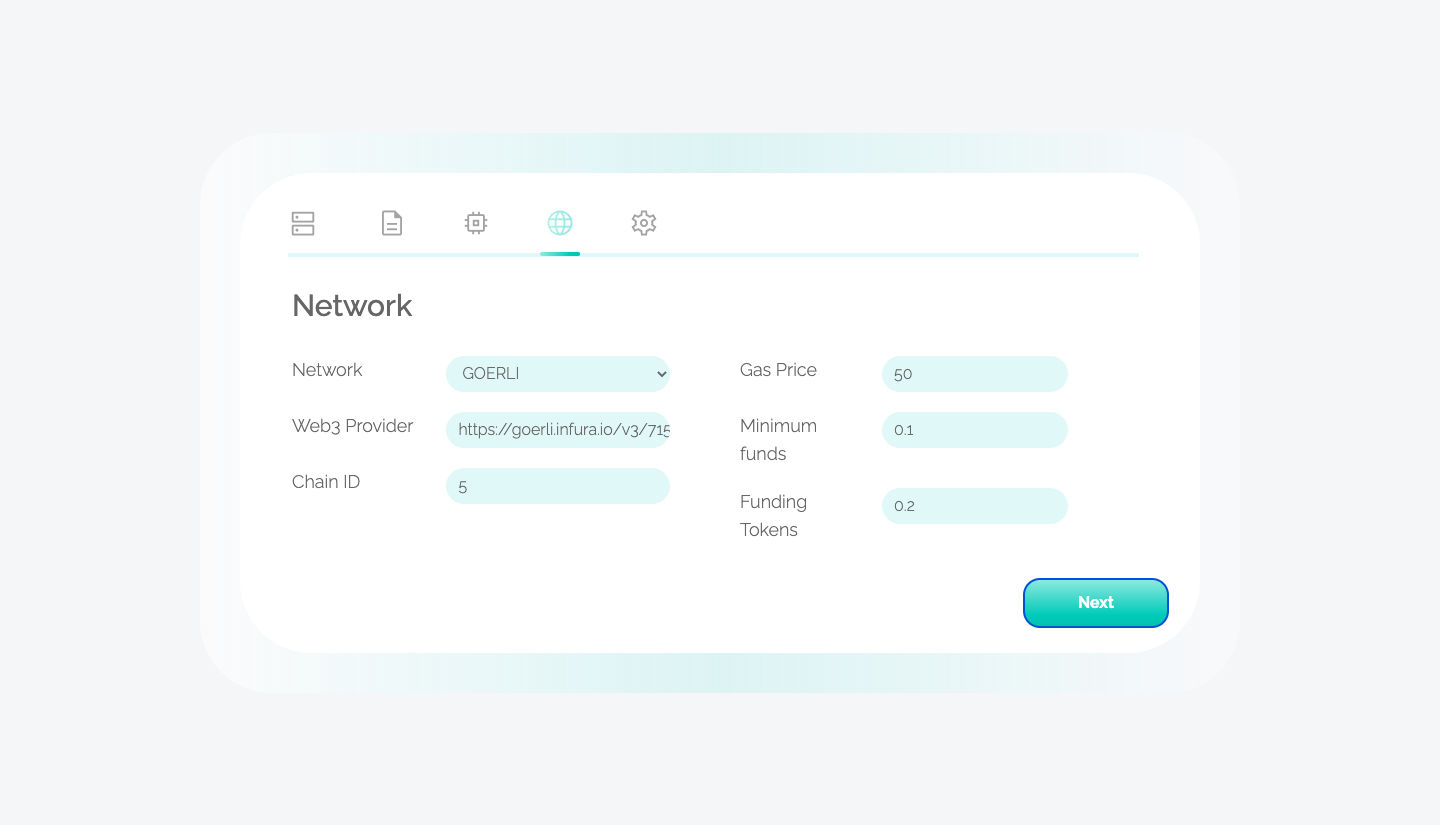 Network
Network
GOERLI
Web3 Provider
https://goerli.infura.io/v3/715
Chain ID
5
Gas Price
50
Minimum
funds
0.1
Funding
Tokens
0.2
Next